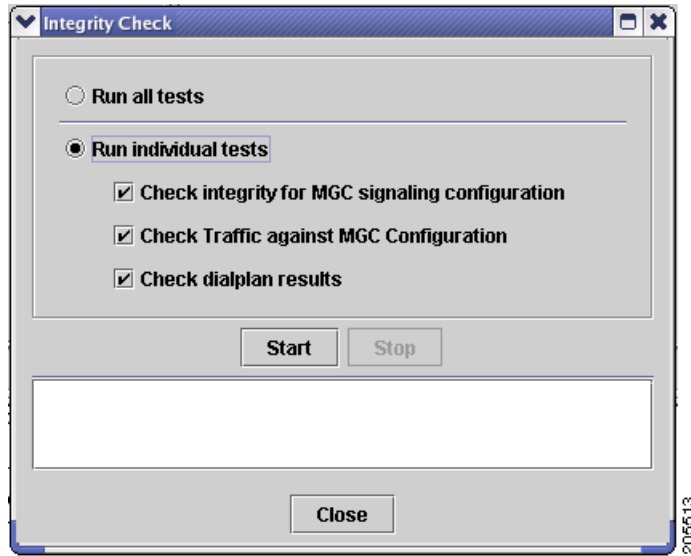 Integrity Check
Run all tests
Run individual tests
Check integrity for MGC signaling configuration
Check Traffic against MGC Configuration
Check dialplan results
Start
Stop
Close
205513